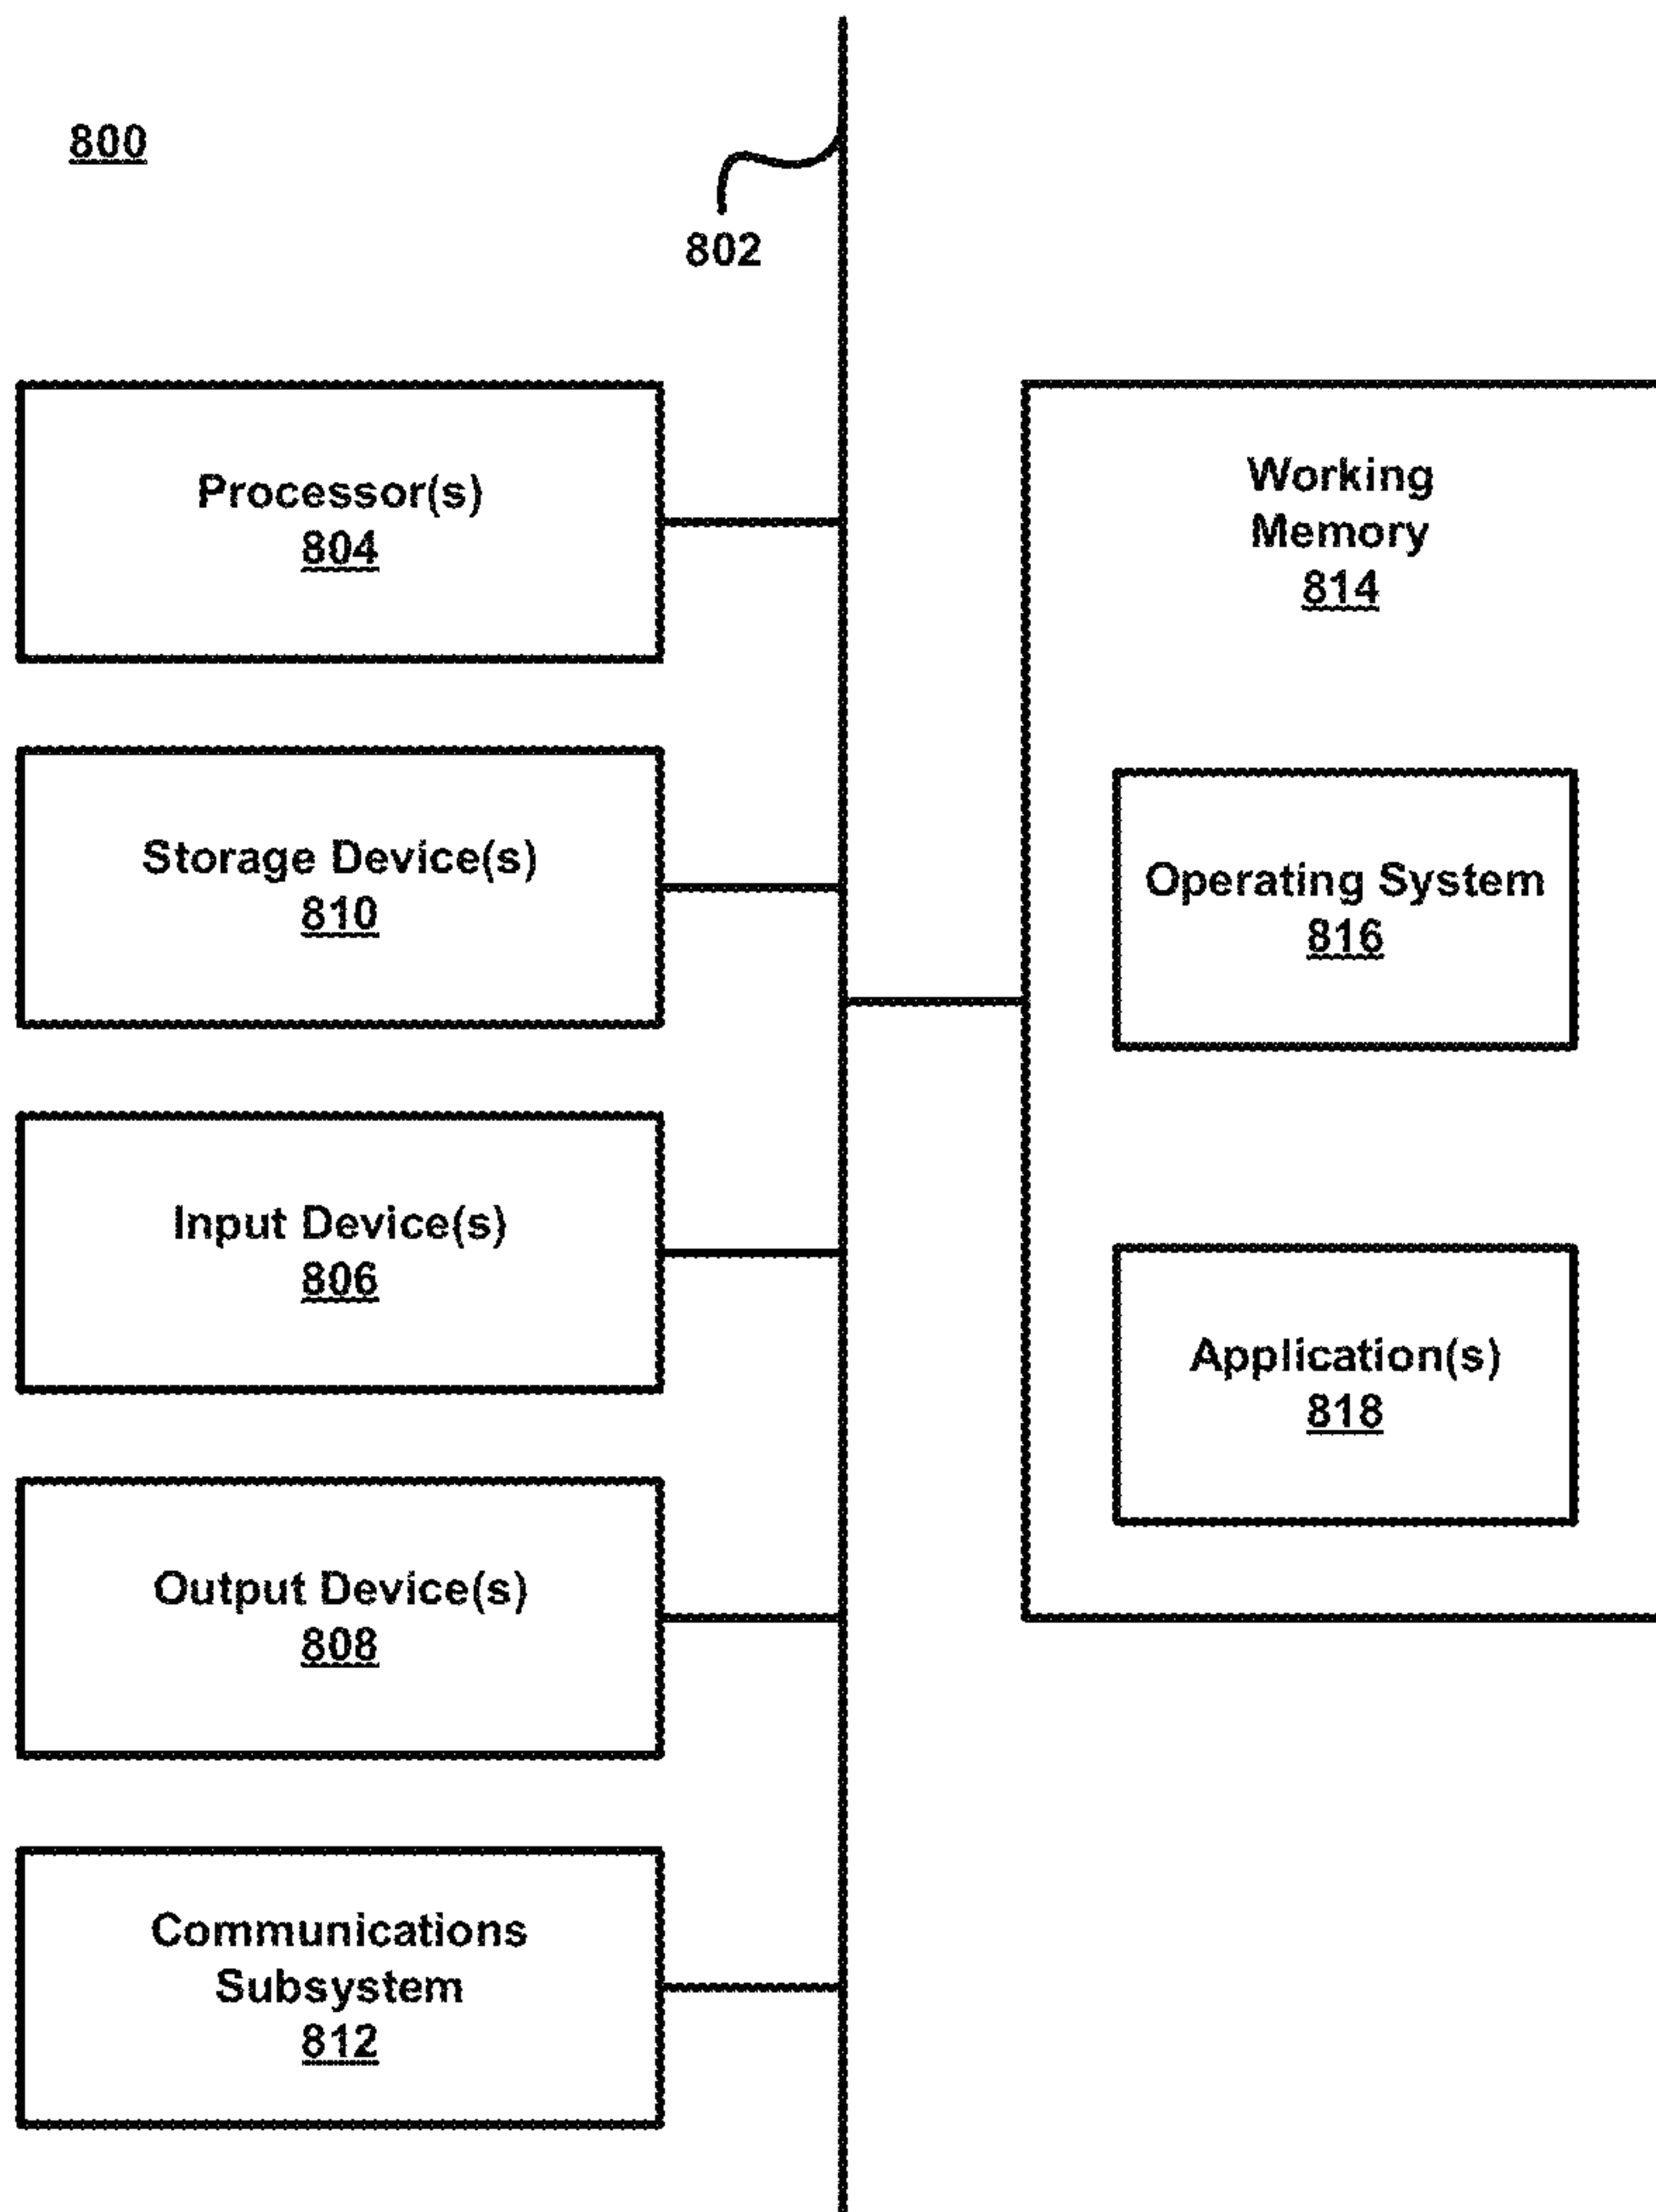 800
802
Processor(s)
804
Storage Device(s)
810
Input Device(s)
806
Output Device(s)
808
Communications
Subsystem
812
Working
Memory
814
Operating System
816
Application(s)
818